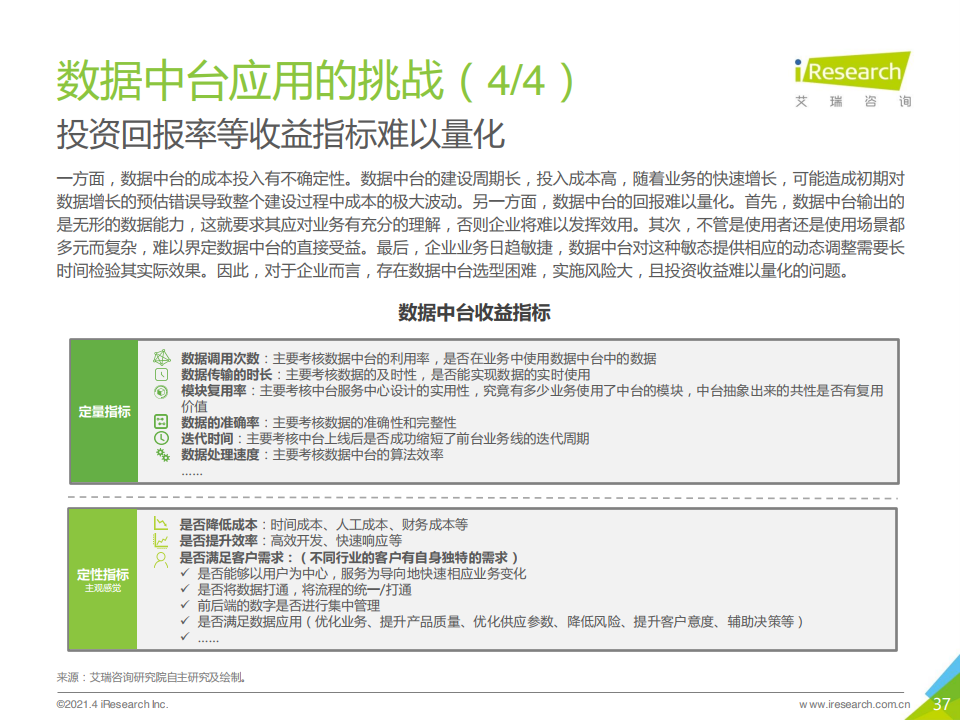 数据中台应用的挑战（4/4）
iResearch
艾瑞咨询
投资回报率等收益指标难以量化
一方面，数据中台的成本投入有不确定性。数据中台的建设周期长，投入成本高，随着业务的快速增长，可能造成初期对
数据增长的预估错误导致整个建设过程中成本的极大波动。另一方面，数据中台的回报难以量化。首先，数据中台输出的
是无形的数据能力，这就要求其应对业务有充分的理解，否则企业将难以发挥效用。其次，不管是使用者还是使用场景都
多元而复杂，难以界定数据中台的直接受益。最后，企业业务日趋敏捷，数据中台对这种敏态提供相应的动态调整需要长
时间检验其实际效果。因此，对于企业而言，存在数据中台选型困难，实施风险大，且投资收益难以量化的问题。
数据中台收益指标
定量指标
数据调用次数：主要考核数据中台的利用率，是否在业务中使用数据中台中的数据
数据传输的时长：主要考核数据的及时性，是否能实现数据的实时使用
模块复用率：主要考核中台服务中心设计的实用性，究竟有多少业务使用了中台的模块，中台抽象出来的共性是否有复用
价值
数据的准确率：主要考核数据的准确性和完整性
迭代时间：主要考核中台上线后是否成功缩短了前台业务线的迭代周期
数据处理速度：主要考核数据中台的算法效率
……
定性指标
主观感觉
是否降低成本：时间成本、人工成本、财务成本等
是否提升效率：高效开发、快速响应等
是否满足客户需求：（不同行业的客户有自身独特的需求）
✓ 是否能够以用户为中心，服务为导向地快速相应业务变化
✓ 是否将数据打通，将流程的统一/打通
✓ 前后端的数字是否进行集中管理
✓ 是否满足数据应用（优化业务、提升产品质量、优化供应参数、降低风险、提升客户意度、辅助决策等）
✓ ……
来源：艾瑞咨询研究院自主研究及绘制。
©2021.4 iResearch Inc.
www.iresearch.com.cn
37